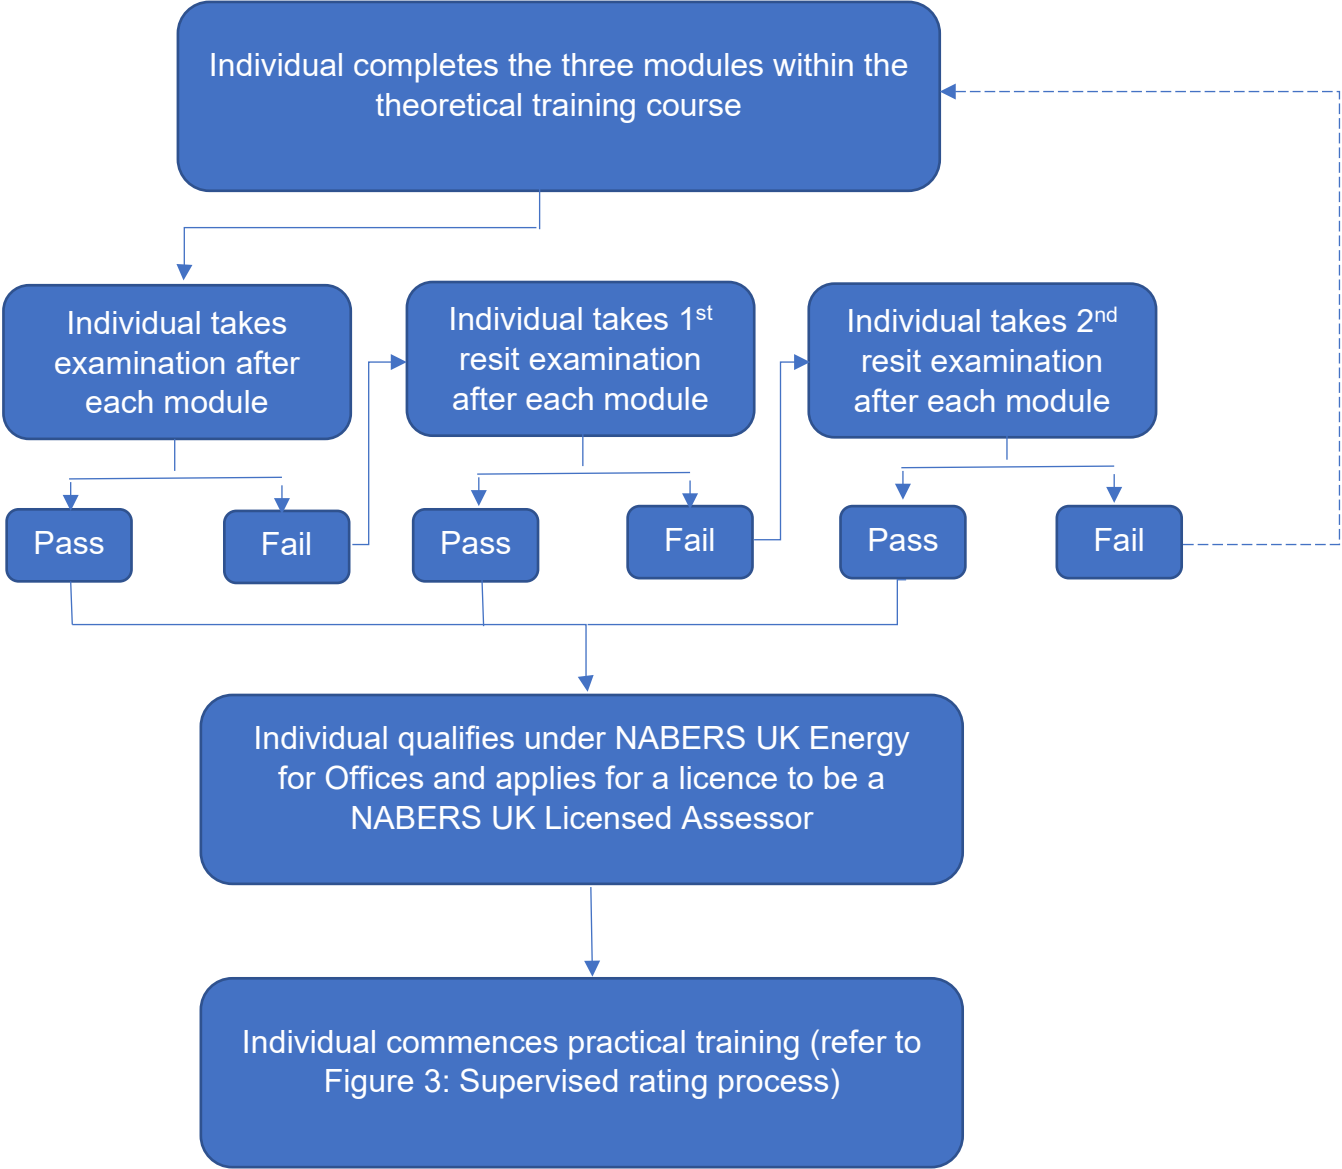 Individual completes the three modules within the
theoretical training course
Individual takes
examination after
each module
Individual takes 1st
resit examination
after each module
Individual takes 2nd
resit examination
after each module
Pass
Fail
Pass
Fail
Pass
Fail
Individual qualifies under NABERS UK Energy
for Offices and applies for a licence to be a
NABERS UK Licensed Assessor
Individual commences practical training (refer to
Figure 3: Supervised rating process)